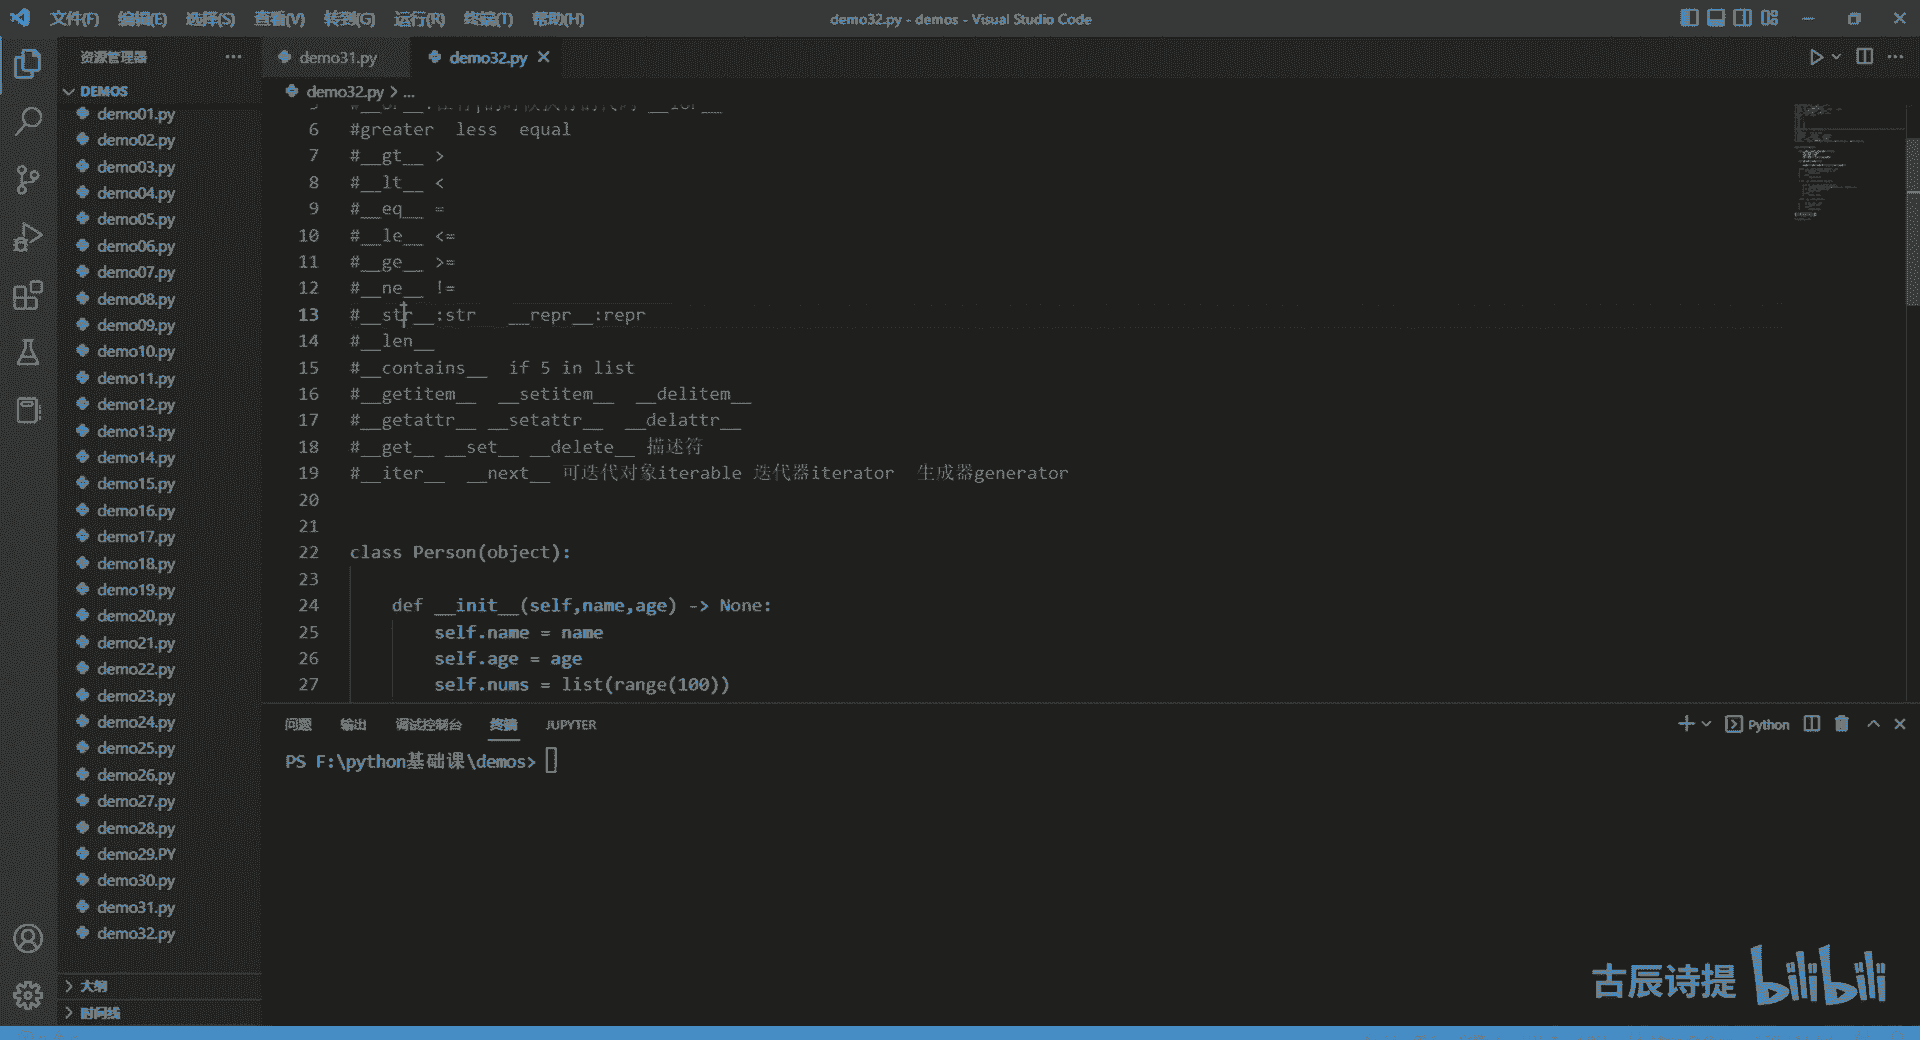 文件(F) 编辑(E) 选择(S) 查看(V) 转到(G) 运行(R) 终端(T) 帮助(H)
demo32.py - demos - Visual Studio Code
资源管理器
demo31.py
demo32.py
DEMOS
demo32.py > ...
demo01.py
demo02.py
demo03.py
demo04.py
demo05.py
demo06.py
demo07.py
demo08.py
demo09.py
demo10.py
demo11.py
demo12.py
demo13.py
demo14.py
demo15.py
demo16.py
demo17.py
demo18.py
demo19.py
demo20.py
demo21.py
demo22.py
demo23.py
demo24.py
demo25.py
demo26.py
demo27.py
demo28.py
demo29.PY
demo30.py
demo31.py
demo32.py
大纲
时间线
6 #greater  less  equal
7 #__gt__ >
8 #__lt__ <
9 #__eq__ =
10 #__le__ <=
11 #__ge__ >=
12 #__ne__ !=
13 #__str__:str   __repr__:repr
14 #__len__
15 #__contains__  if 5 in list
16 #__getitem__  __setitem__  __delitem__
17 #__getattr__ __setattr__  __delattr__
18 #__get__ __set__ __delete__ 描述符
19 #__iter__  __next__ 可迭代对象iterable 迭代器iterator  生成器generator
20
21
22 class Person(object):
23
24     def __init__(self,name,age) -> None:
25         self.name = name
26         self.age = age
27         self.nums = list(range(100))
问题 输出 调试控制台 终端 JUPYTER
Python
PS F:\python基础课\demos>
古辰诗提 bilibili